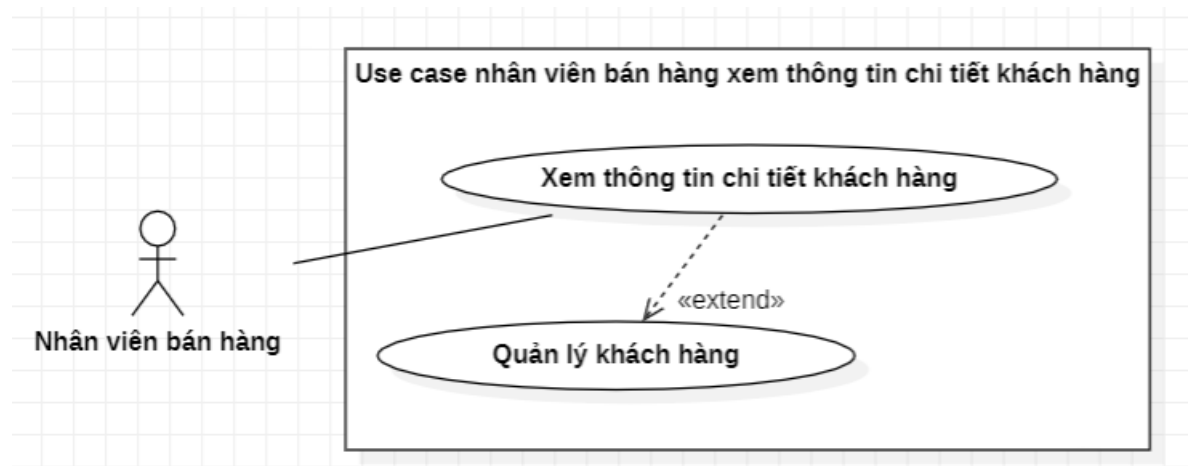 Use case nhân viên bán hàng xem thông tin chi tiết khách hàng
Xem thông tin chi tiết khách hàng
«extend»
Nhân viên bán hàng
Quản lý khách hàng